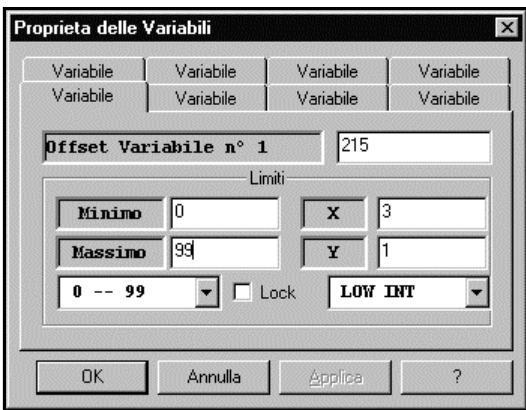 Proprieta delle Variabili
Variabile Variabile Variabile Variabile
Variabile Variabile Variabile Variabile
Offset Variabile n° 1 215
Limiti
Minimo 0 X 3
Massimo 99 Y 1
0 -- 99 Lock LOW INT
OK Annulla Applica ?